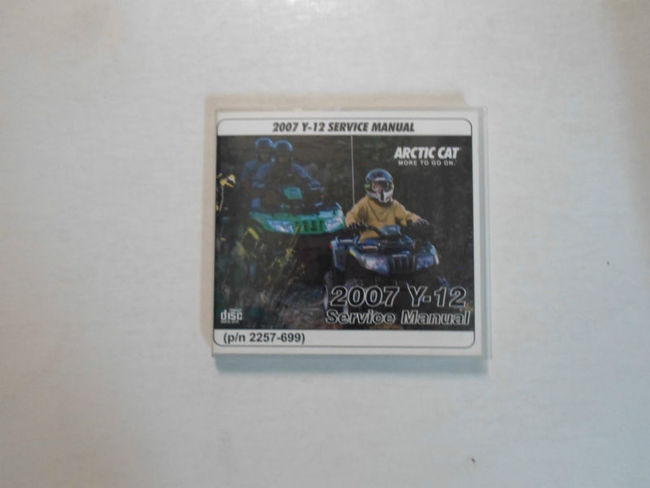 2007 Y-12 SERVICE MANUAL
ARCTIC CAT
MORE TO GO ON.
2007 Y-12
Service Manual
disc
(p/n 2257-699)